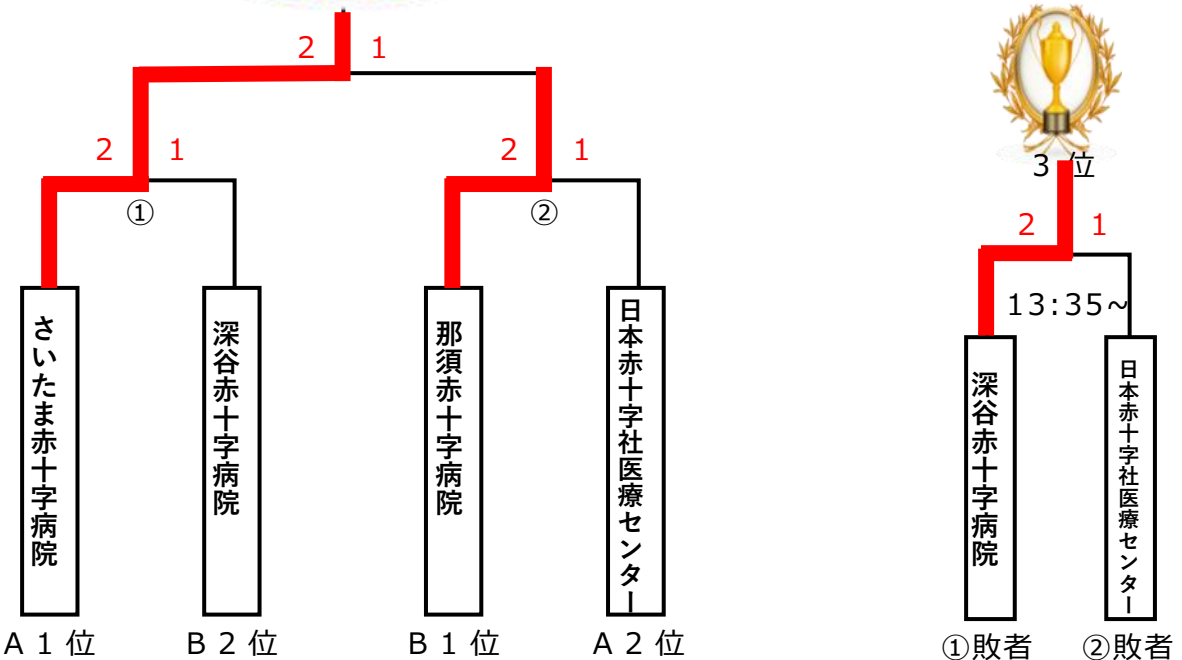 2 1
2 1
2 1
①
②
さいたま赤十字病院
深谷赤十字病院
那須赤十字病院
日本赤十字社医療センター
A 1 位
B 2 位
B 1 位
A 2 位
3 位
2 1
13:35~
深谷赤十字病院
日本赤十字社医療センター
①敗者
②敗者